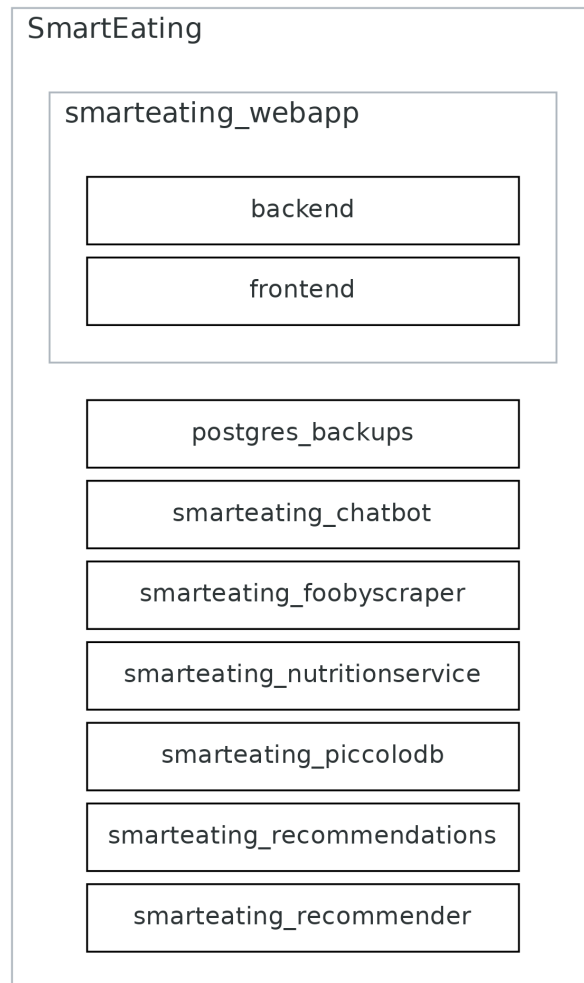 SmartEating
smarteating_webapp
backend
frontend
postgres_backups
smarteating_chatbot
smarteating_foobyscraper
smarteating_nutritionservice
smarteating_piccolodb
smarteating_recommendations
smarteating_recommender